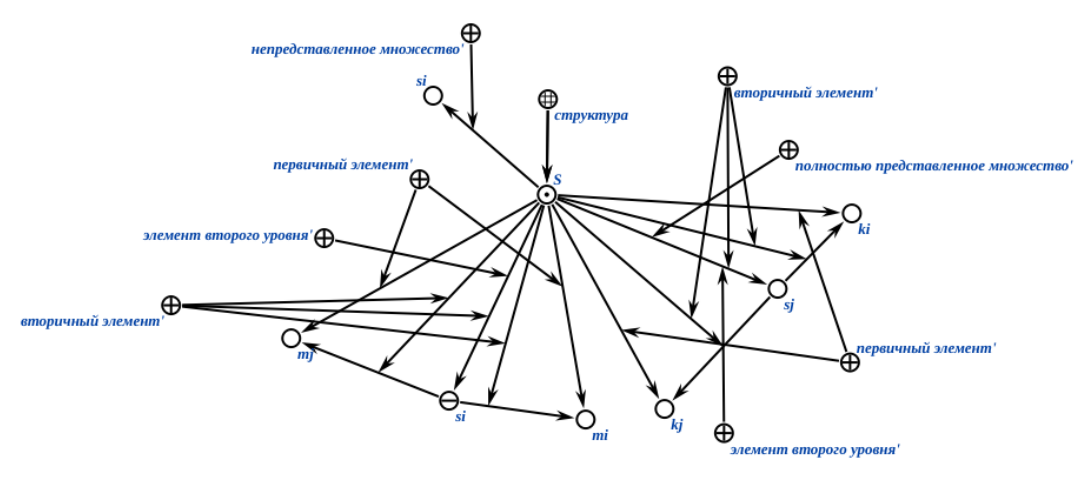 непредставленное множество'
si
вторичный элемент'
структура
первичный элемент'
полностью представленное множество'
S
ki
элемент второго уровня'
sj
вторичный элемент'
mj
первичный элемент'
si
kj
mi
элемент второго уровня'